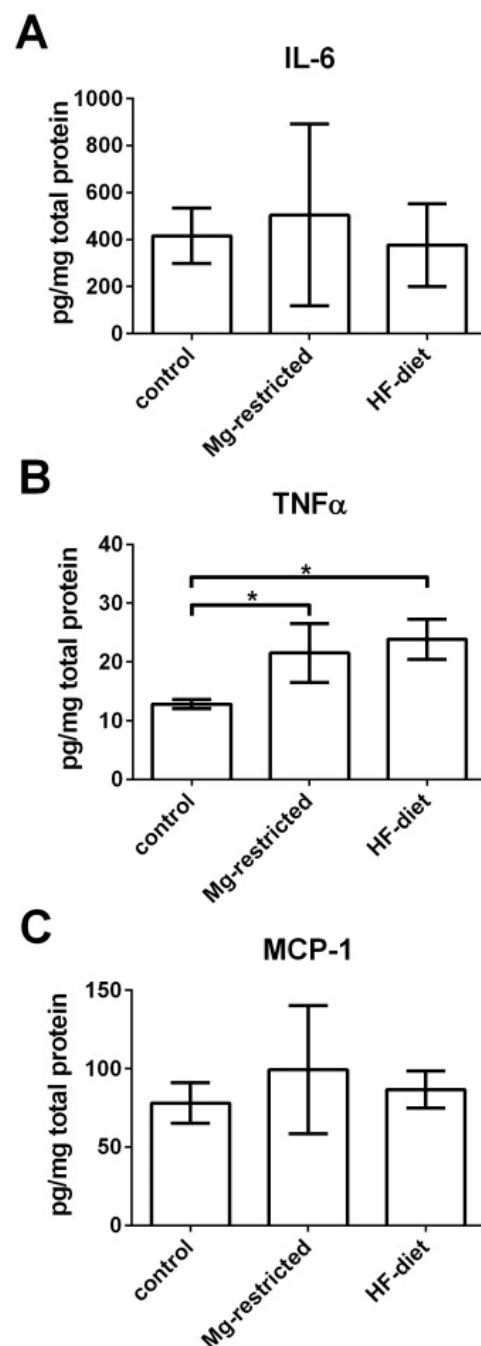 A
IL-6
pg/mg total protein
1000
800
600
400
200
0
control
Mg-restricted
HF-diet
B
TNFα
pg/mg total protein
40
30
20
10
0
*
*
control
Mg-restricted
HF-diet
C
MCP-1
pg/mg total protein
150
100
50
0
control
Mg-restricted
HF-diet